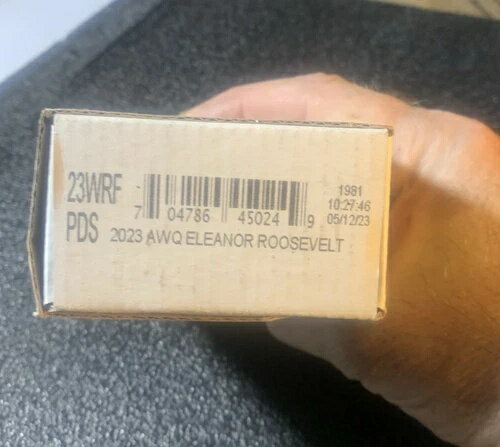 23WRF
PDS
7 04786 45024 9
1981
10:27:46
05/12/23
2023 AWQ ELEANOR ROOSEVELT